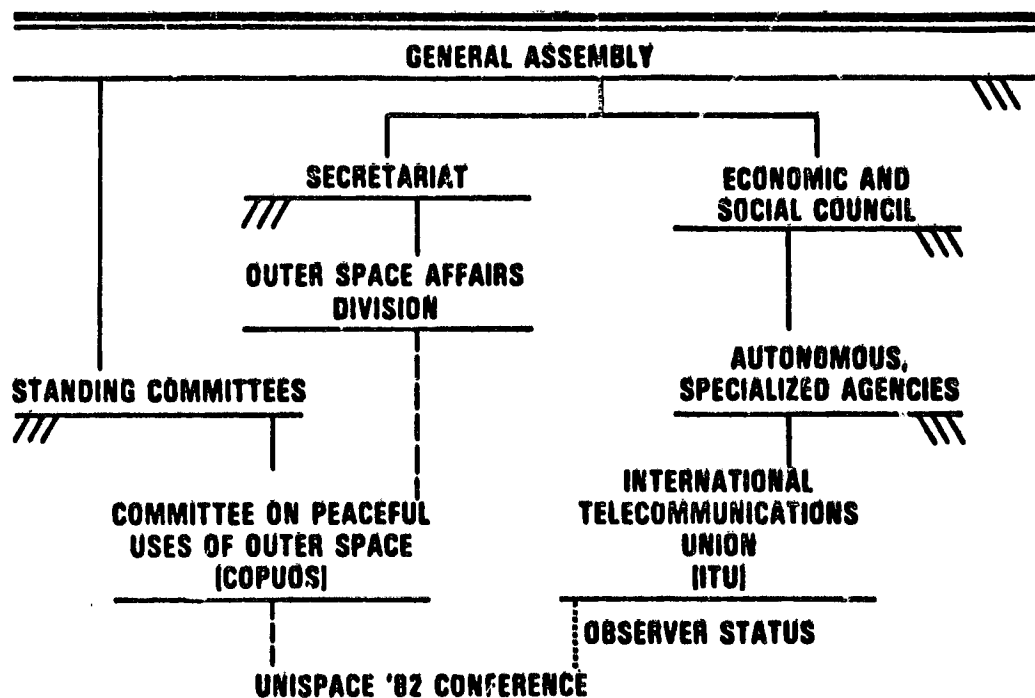 GENERAL ASSEMBLY
SECRETARIAT
ECONOMIC AND
SOCIAL COUNCIL
OUTER SPACE AFFAIRS
DIVISION
STANDING COMMITTEES
AUTONOMOUS,
SPECIALIZED AGENCIES
COMMITTEE ON PEACEFUL
USES OF OUTER SPACE
(COPUOS)
INTERNATIONAL
TELECOMMUNICATIONS
UNION
(ITU)
OBSERVER STATUS
UNISPACE '82 CONFERENCE